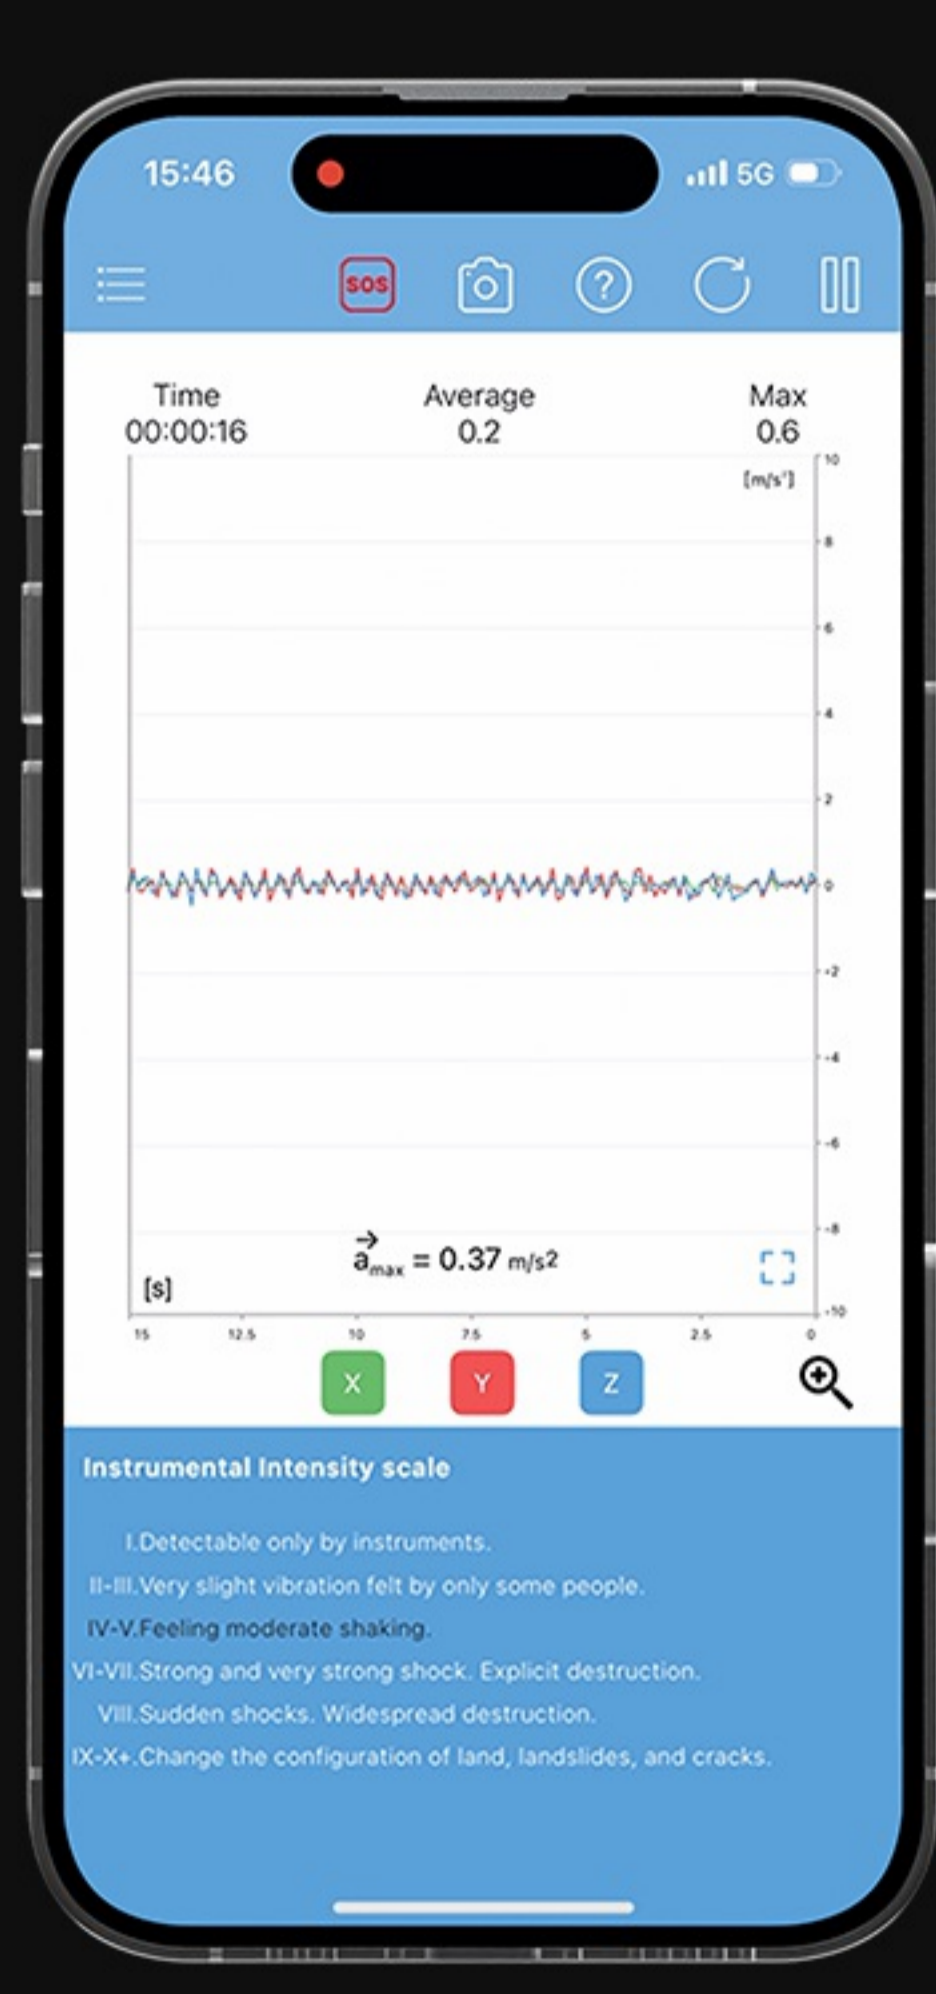 15:46 5G
SOS ?
Time Average Max
00:00:16 0.2 0.6
10
[m/s²]
8
6
4
2
0
-2
-4
-6
-8
a max = 0.37 m/s2
[s]
-10
15 12.5 10 7.5 5 2.5 0
X Y Z
Instrumental Intensity scale
I.Detectable only by instruments.
II-III.Very slight vibration felt by only some people.
IV-V.Feeling moderate shaking.
VI-VII.Strong and very strong shock. Explicit destruction.
VIII.Sudden shocks. Widespread destruction.
IX-X+.Change the configuration of land, landslides, and cracks.